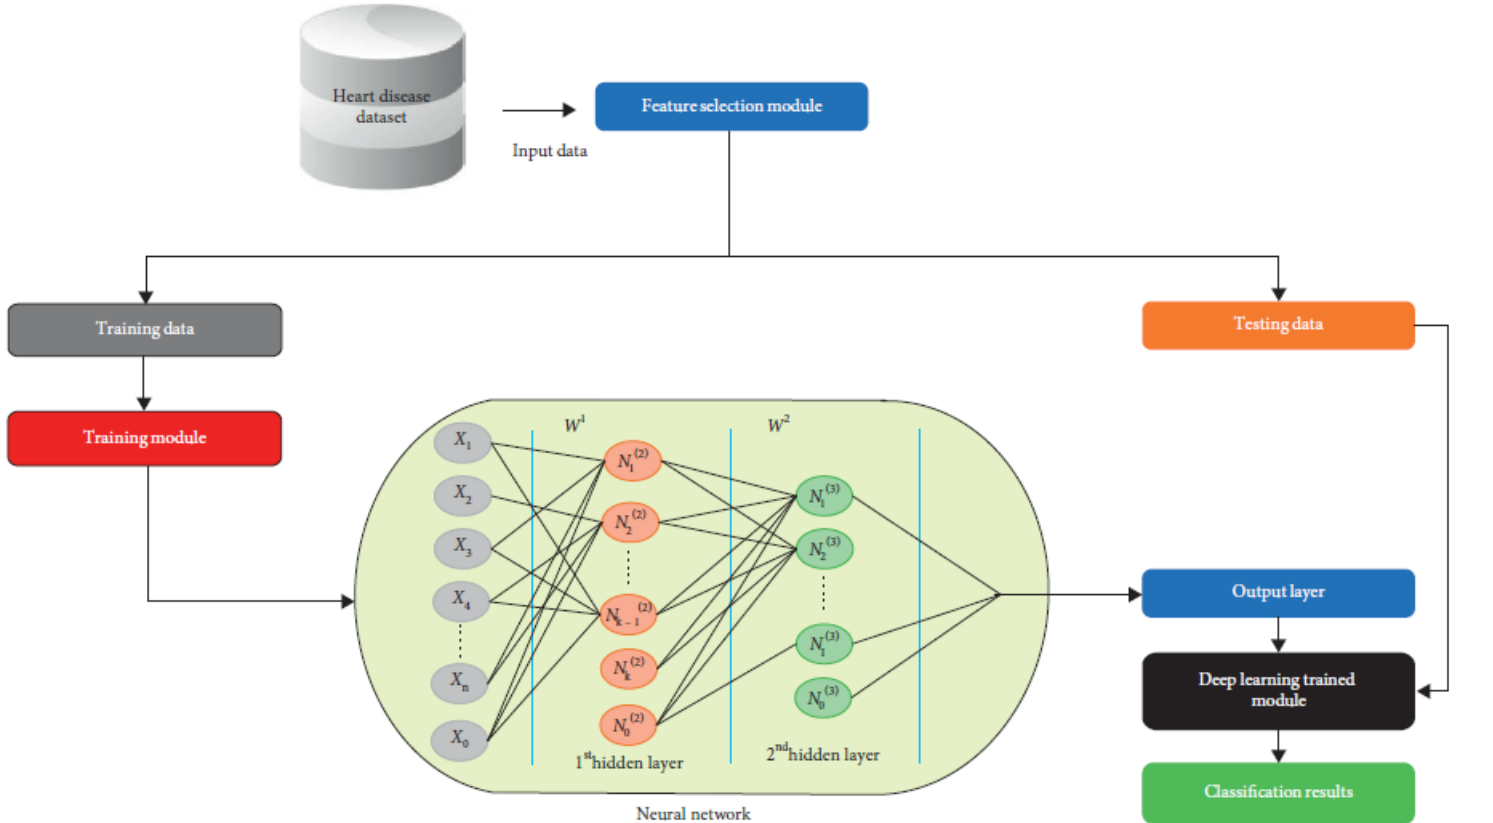 Heart disease
dataset
Input data
Feature selection module
Training data
Testing data
Training module
W¹
W²
X₁
X₂
X₃
X₄
Xₙ
X₀
N₁⁽²⁾
N₂⁽²⁾
Nₖ₋₁⁽²⁾
Nₖ⁽²⁾
N₀⁽²⁾
1ˢᵗhidden layer
N₁⁽³⁾
N₂⁽³⁾
N₁⁽³⁾
N₀⁽³⁾
2ⁿᵈhidden layer
Neural network
Output layer
Deep learning trained
module
Classification results